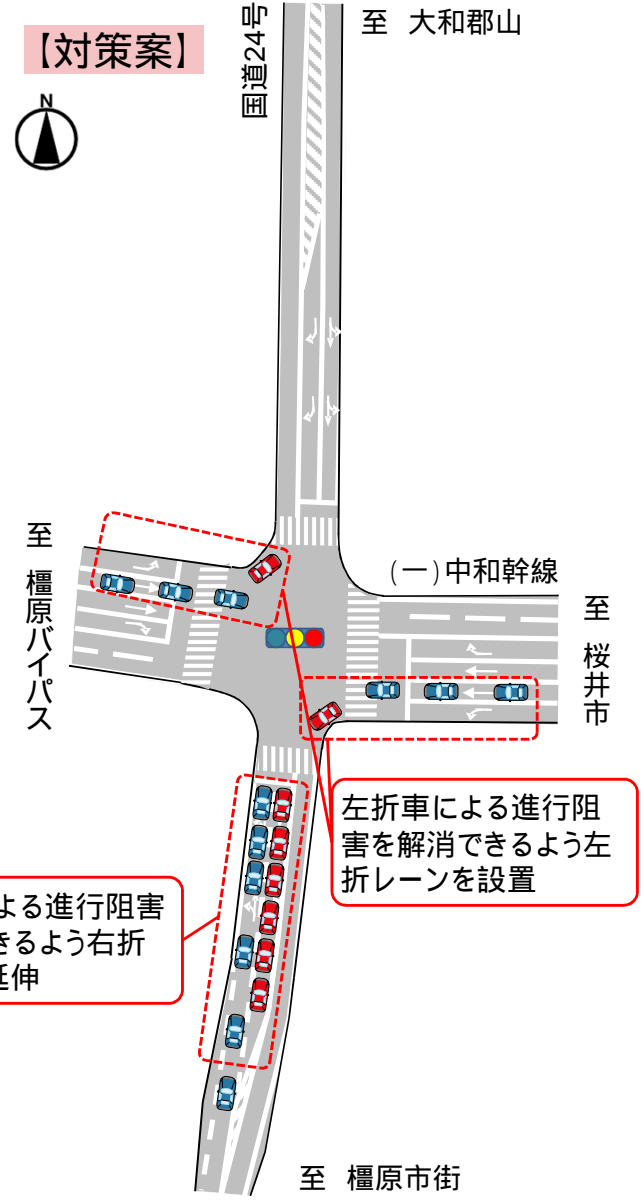 【対策案】
国道24号
至 大和郡山
N
至 橿原バイパス
(一)中和幹線
至 桜井市
左折車による進行阻
害を解消できるよう左
折レーンを設置
よる進行阻害
きるよう右折
延伸
至 橿原市街